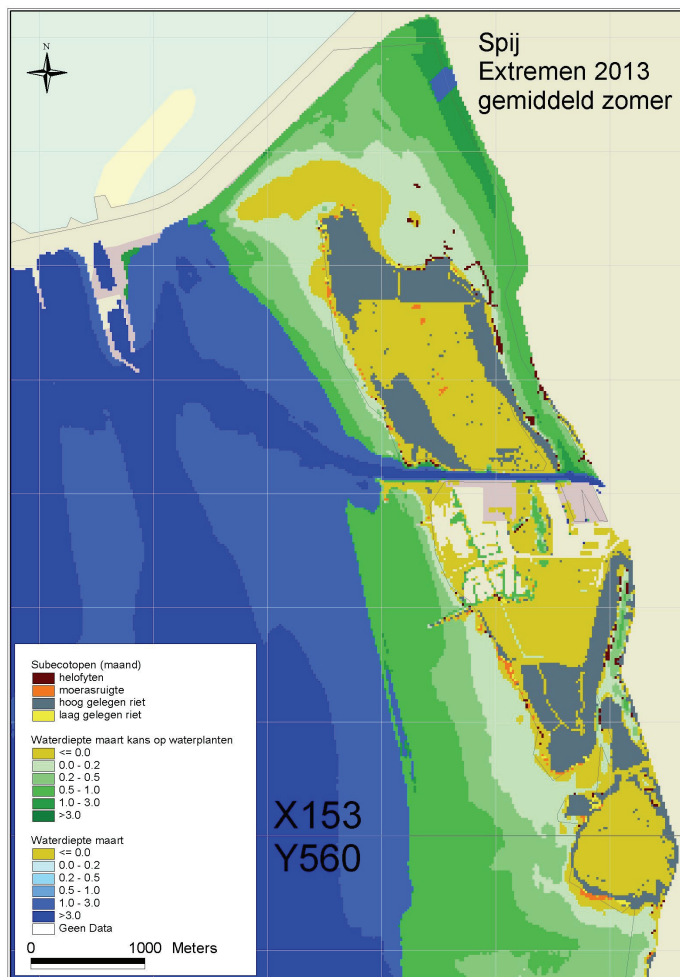 N
Spij
Extremen 2013
gemiddeld zomer
X153
Y560
Subecotopen (maand)
helofyten
moerasruigte
hoog gelegen riet
laag gelegen riet
Waterdiepte maart kans op waterplanten
<= 0.0
0.0 - 0.2
0.2 - 0.5
0.5 - 1.0
1.0 - 3.0
>3.0
Waterdiepte maart
<= 0.0
0.0 - 0.2
0.2 - 0.5
0.5 - 1.0
1.0 - 3.0
>3.0
Geen Data
0 1000 Meters